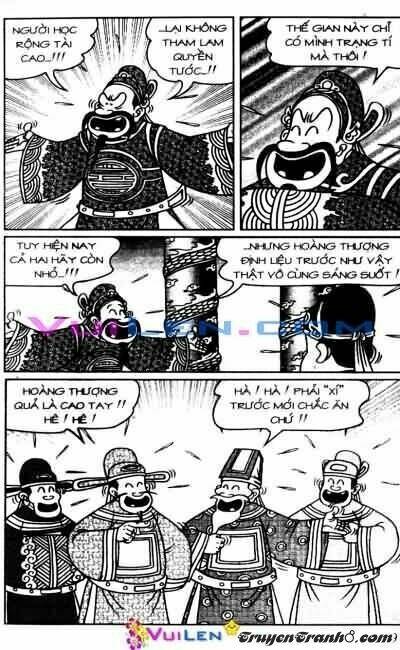 NGƯỜI HỌC
RỘNG TÀI
CAO...!!!
...LẠI KHÔNG
THAM LAM
QUYỀN
TƯỚC...!!
THẾ GIAN NÀY CHỈ
CÓ MÌNH TRẠNG TÍ
MÀ THÔI!
TUY HIỆN NAY
CẢ HAI HÃY CÒN
NHỎ...!!!
...NHƯNG HOÀNG THƯỢNG
ĐỊNH LIỆU TRƯỚC NHƯ VẬY
THẬT VÔ CÙNG SÁNG SUỐT!
VUILEN.COM
HOÀNG THƯỢNG
QUẢ LÀ CAO TAY!!
HÊ! HÊ!
HÀ! HÀ! PHẢI "XÍ"
TRƯỚC MỚI CHẮC ĂN
CHỨ!!
VUILEN
TruyenTranh8.com